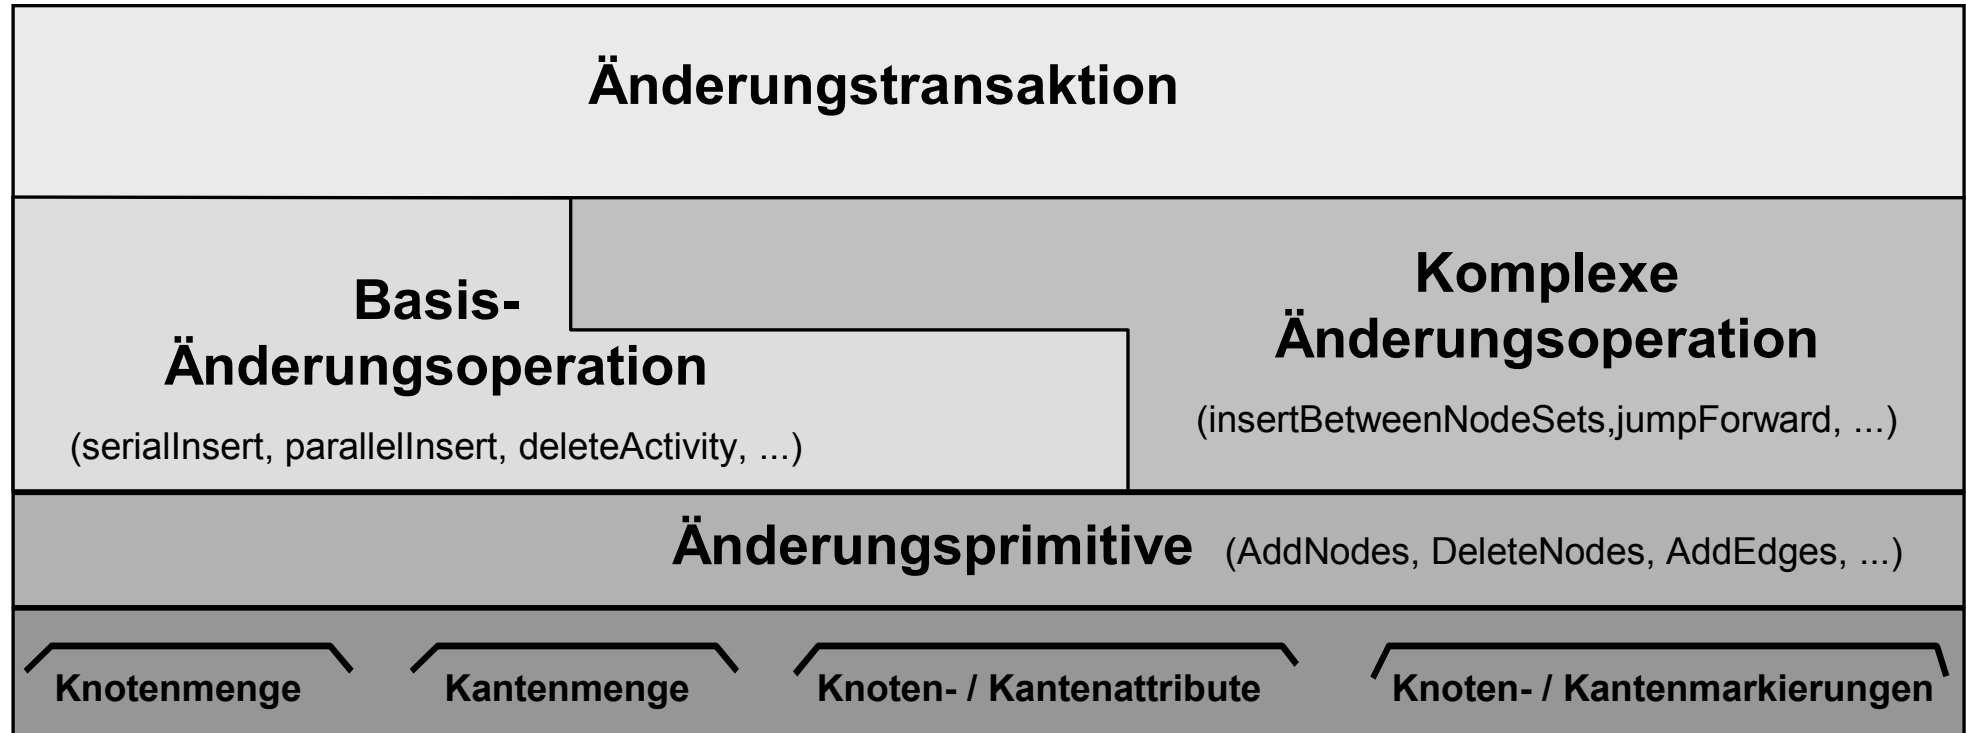 Änderungstransaktion
Basis-
Änderungsoperation
(serialInsert, parallelInsert, deleteActivity, ...)
Komplexe
Änderungsoperation
(insertBetweenNodeSets,jumpForward, ...)
Änderungsprimitive (AddNodes, DeleteNodes, AddEdges, ...)
Knotenmenge Kantenmenge Knoten- / Kantenattribute Knoten- / Kantenmarkierungen